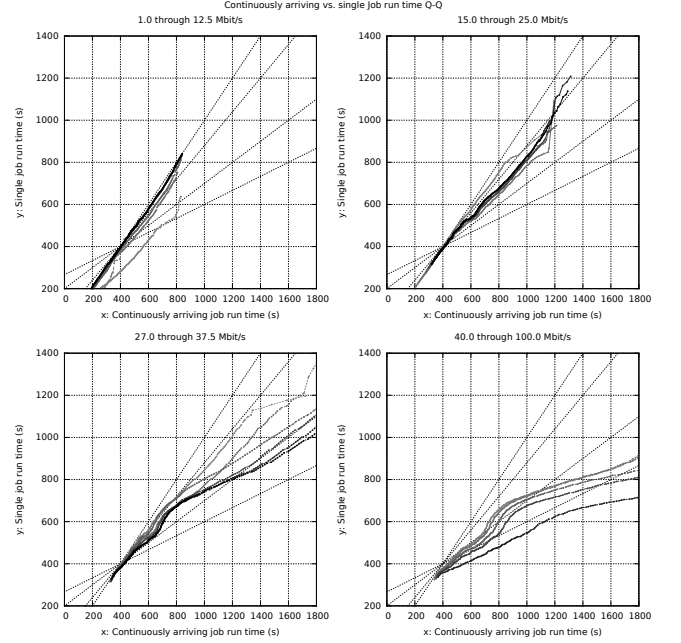 Continuously arriving vs. single Job run time Q-Q
1.0 through 12.5 Mbit/s
1400
1200
1000
800
600
400
200
0 200 400 600 800 1000 1200 1400 1600 1800
y: Single job run time (s)
x: Continuously arriving job run time (s)
15.0 through 25.0 Mbit/s
1400
1200
1000
800
600
400
200
0 200 400 600 800 1000 1200 1400 1600 1800
y: Single job run time (s)
x: Continuously arriving job run time (s)
27.0 through 37.5 Mbit/s
1400
1200
1000
800
600
400
200
0 200 400 600 800 1000 1200 1400 1600 1800
y: Single job run time (s)
x: Continuously arriving job run time (s)
40.0 through 100.0 Mbit/s
1400
1200
1000
800
600
400
200
0 200 400 600 800 1000 1200 1400 1600 1800
y: Single job run time (s)
x: Continuously arriving job run time (s)